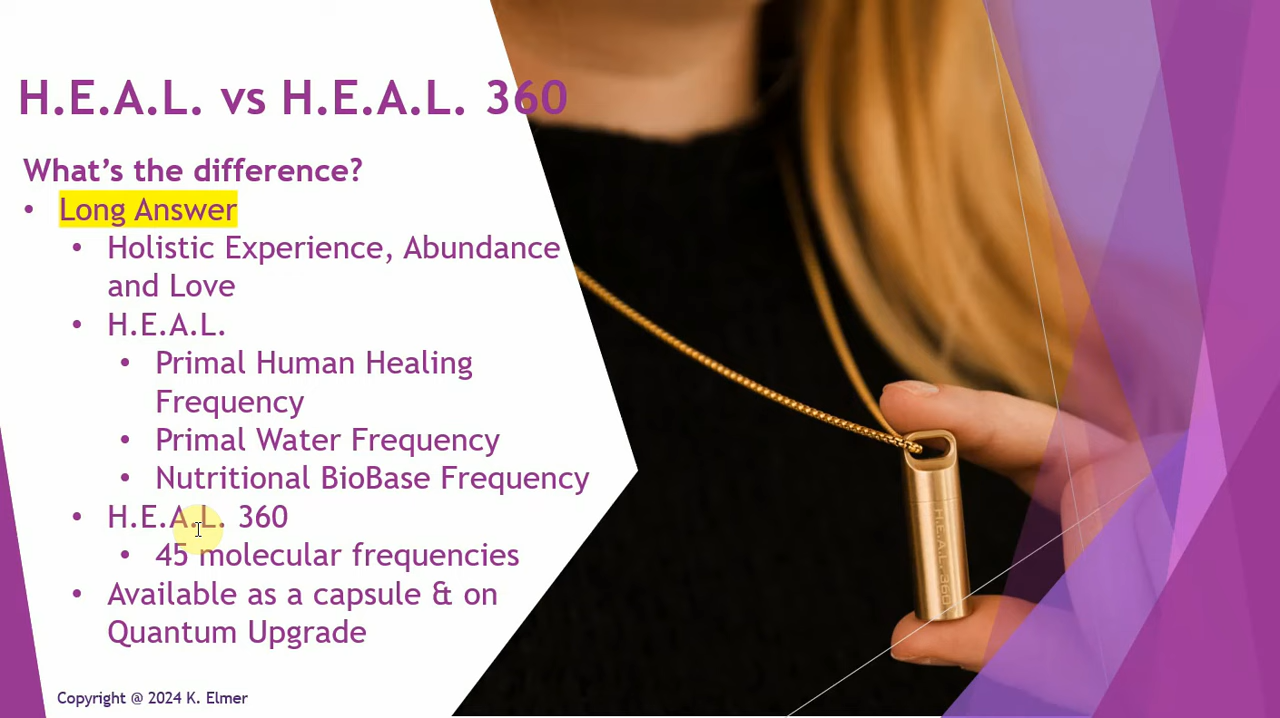 H.E.A.L. vs H.E.A.L. 360
What's the difference?
• Long Answer
• Holistic Experience, Abundance
and Love
• H.E.A.L.
• Primal Human Healing
Frequency
• Primal Water Frequency
• Nutritional BioBase Frequency
• H.E.A.L. 360
• 45 molecular frequencies
• Available as a capsule & on
Quantum Upgrade
Copyright @ 2024 K. Elmer
H.E.A.L. 360